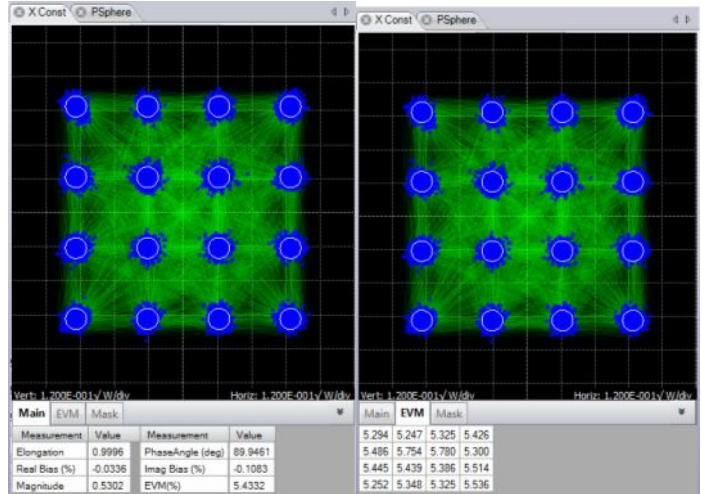 X Const PSphere
Vert: 1.200E-001√W/div Horiz: 1.200E-001√W/div
Main EVM Mask
Measurement Value Measurement Value
Elongation 0.9996 PhaseAngle (deg) 89.9461
Real Bias (%) -0.0336 Imag Bias (%) -0.1083
Magnitude 0.5302 EVM(%) 5.4332
X Const PSphere
Vert: 1.200E-001√W/div Horiz: 1.200E-001√W/div
Main EVM Mask
5.294 5.247 5.325 5.426
5.486 5.754 5.780 5.300
5.445 5.439 5.386 5.514
5.252 5.348 5.325 5.536